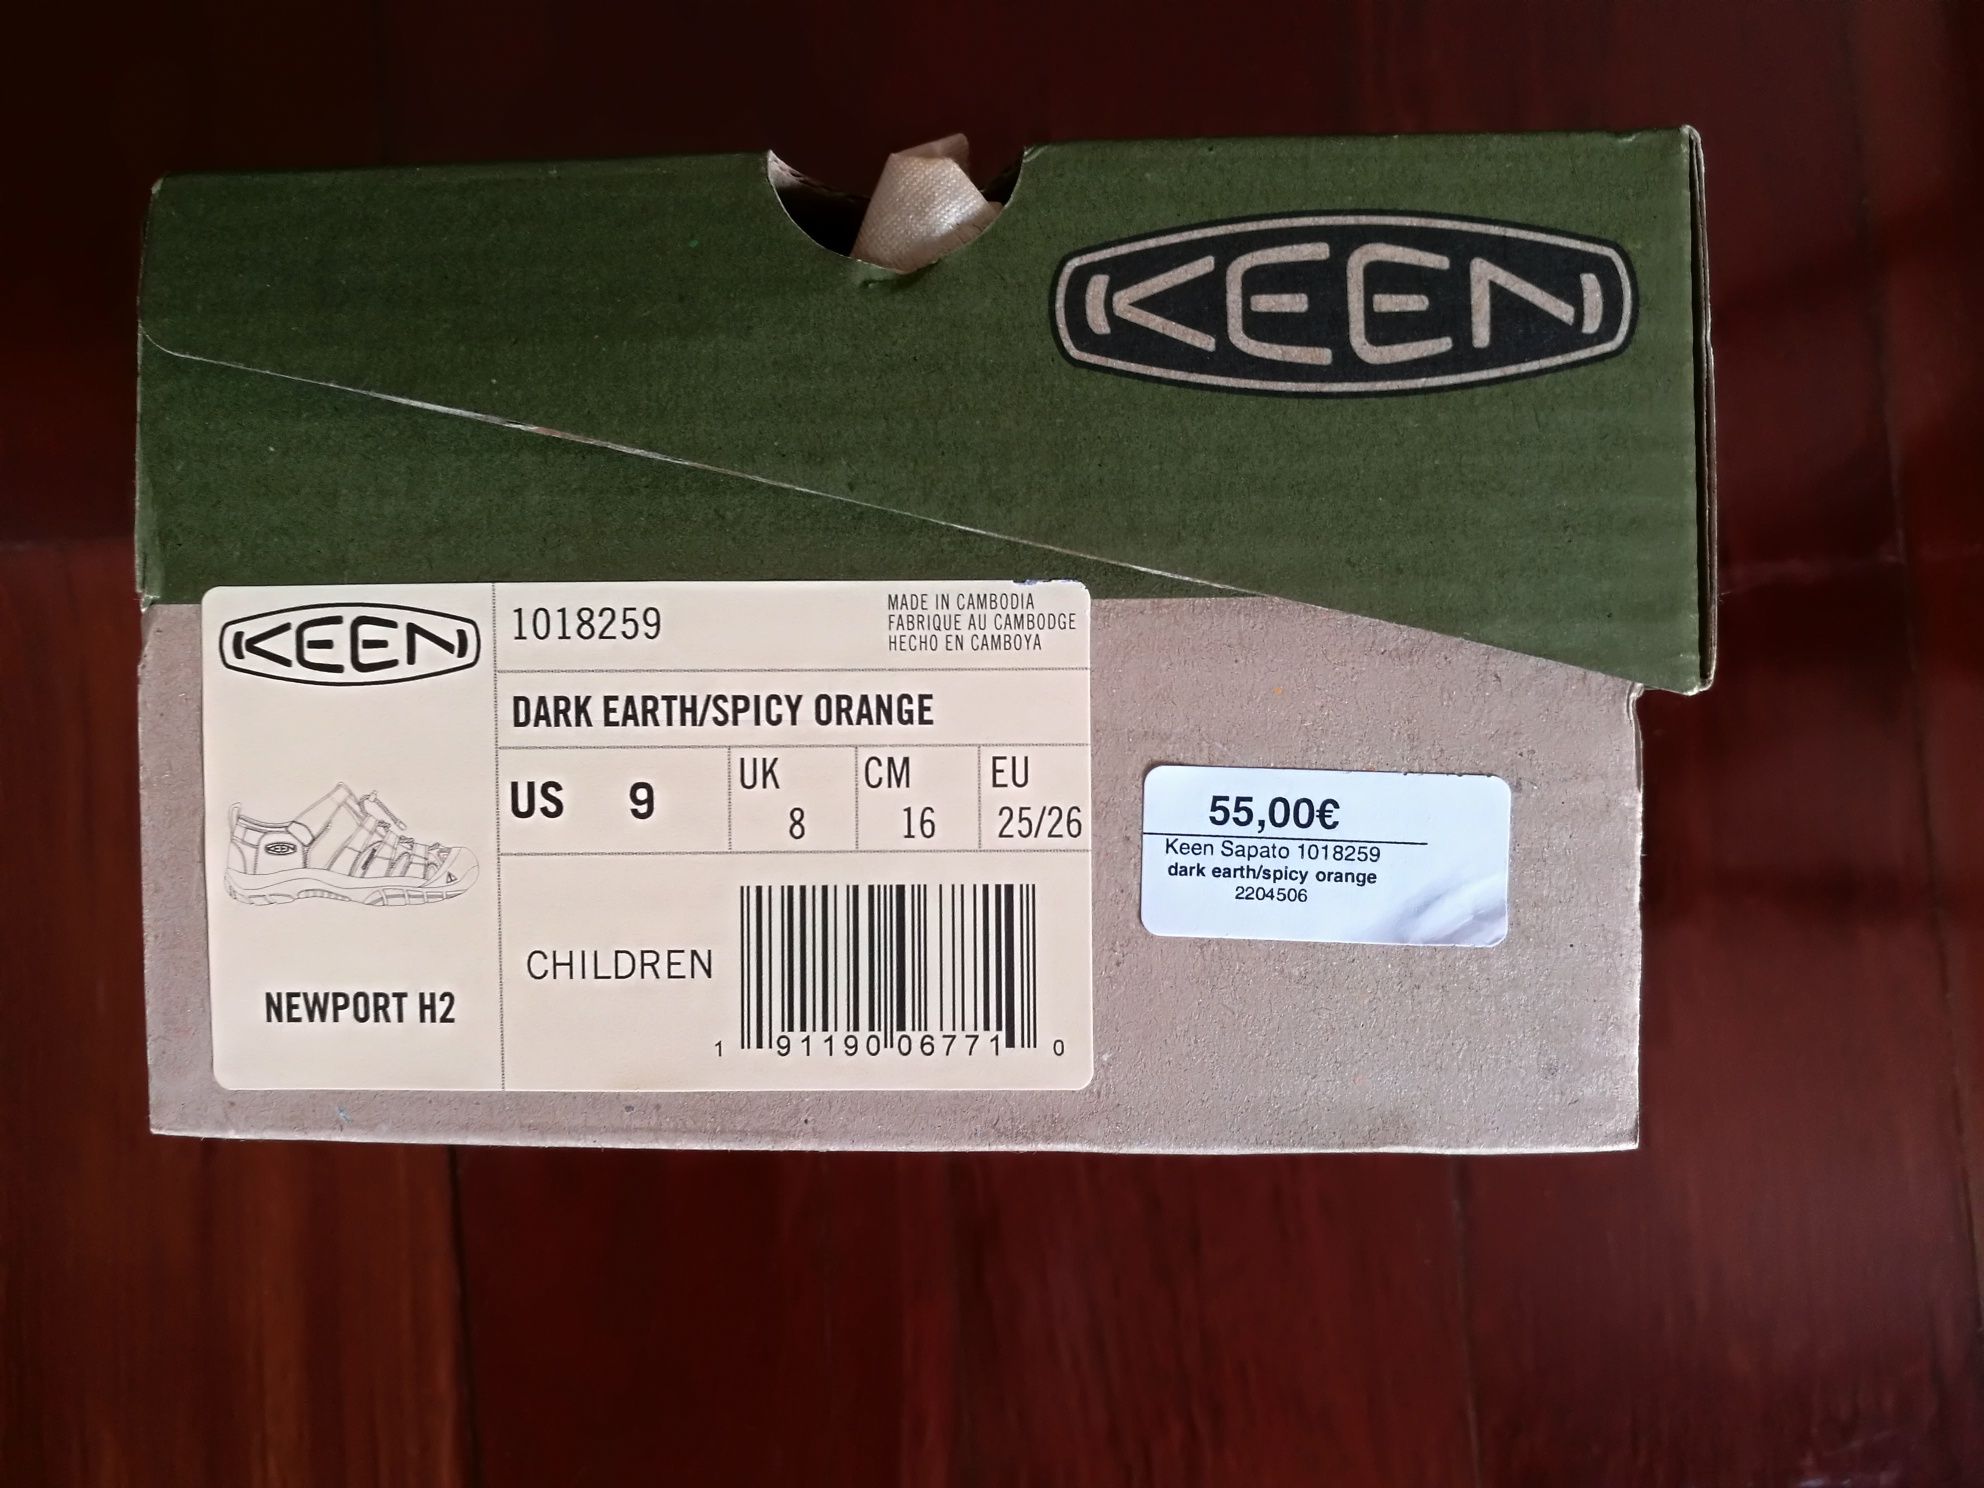 KEEN
KEEN
1018259
MADE IN CAMBODIA
FABRIQUE AU CAMBODGE
HECHO EN CAMBOYA
DARK EARTH/SPICY ORANGE
US 9
UK 8
CM 16
EU 25/26
KEEN
NEWPORT H2
CHILDREN
1 91190 06771 0
55,00€
Keen Sapato 1018259
dark earth/spicy orange
2204506